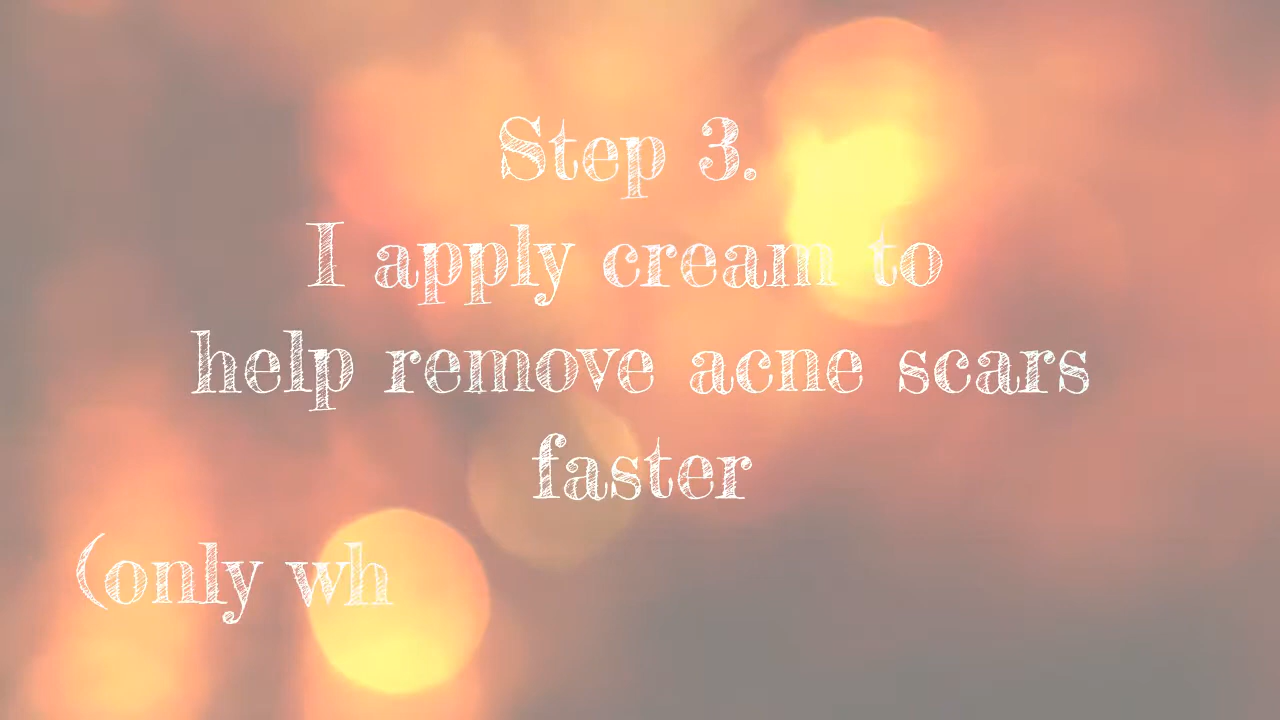 Step 3.
I apply cream to
help remove acne scars
faster
(only wh